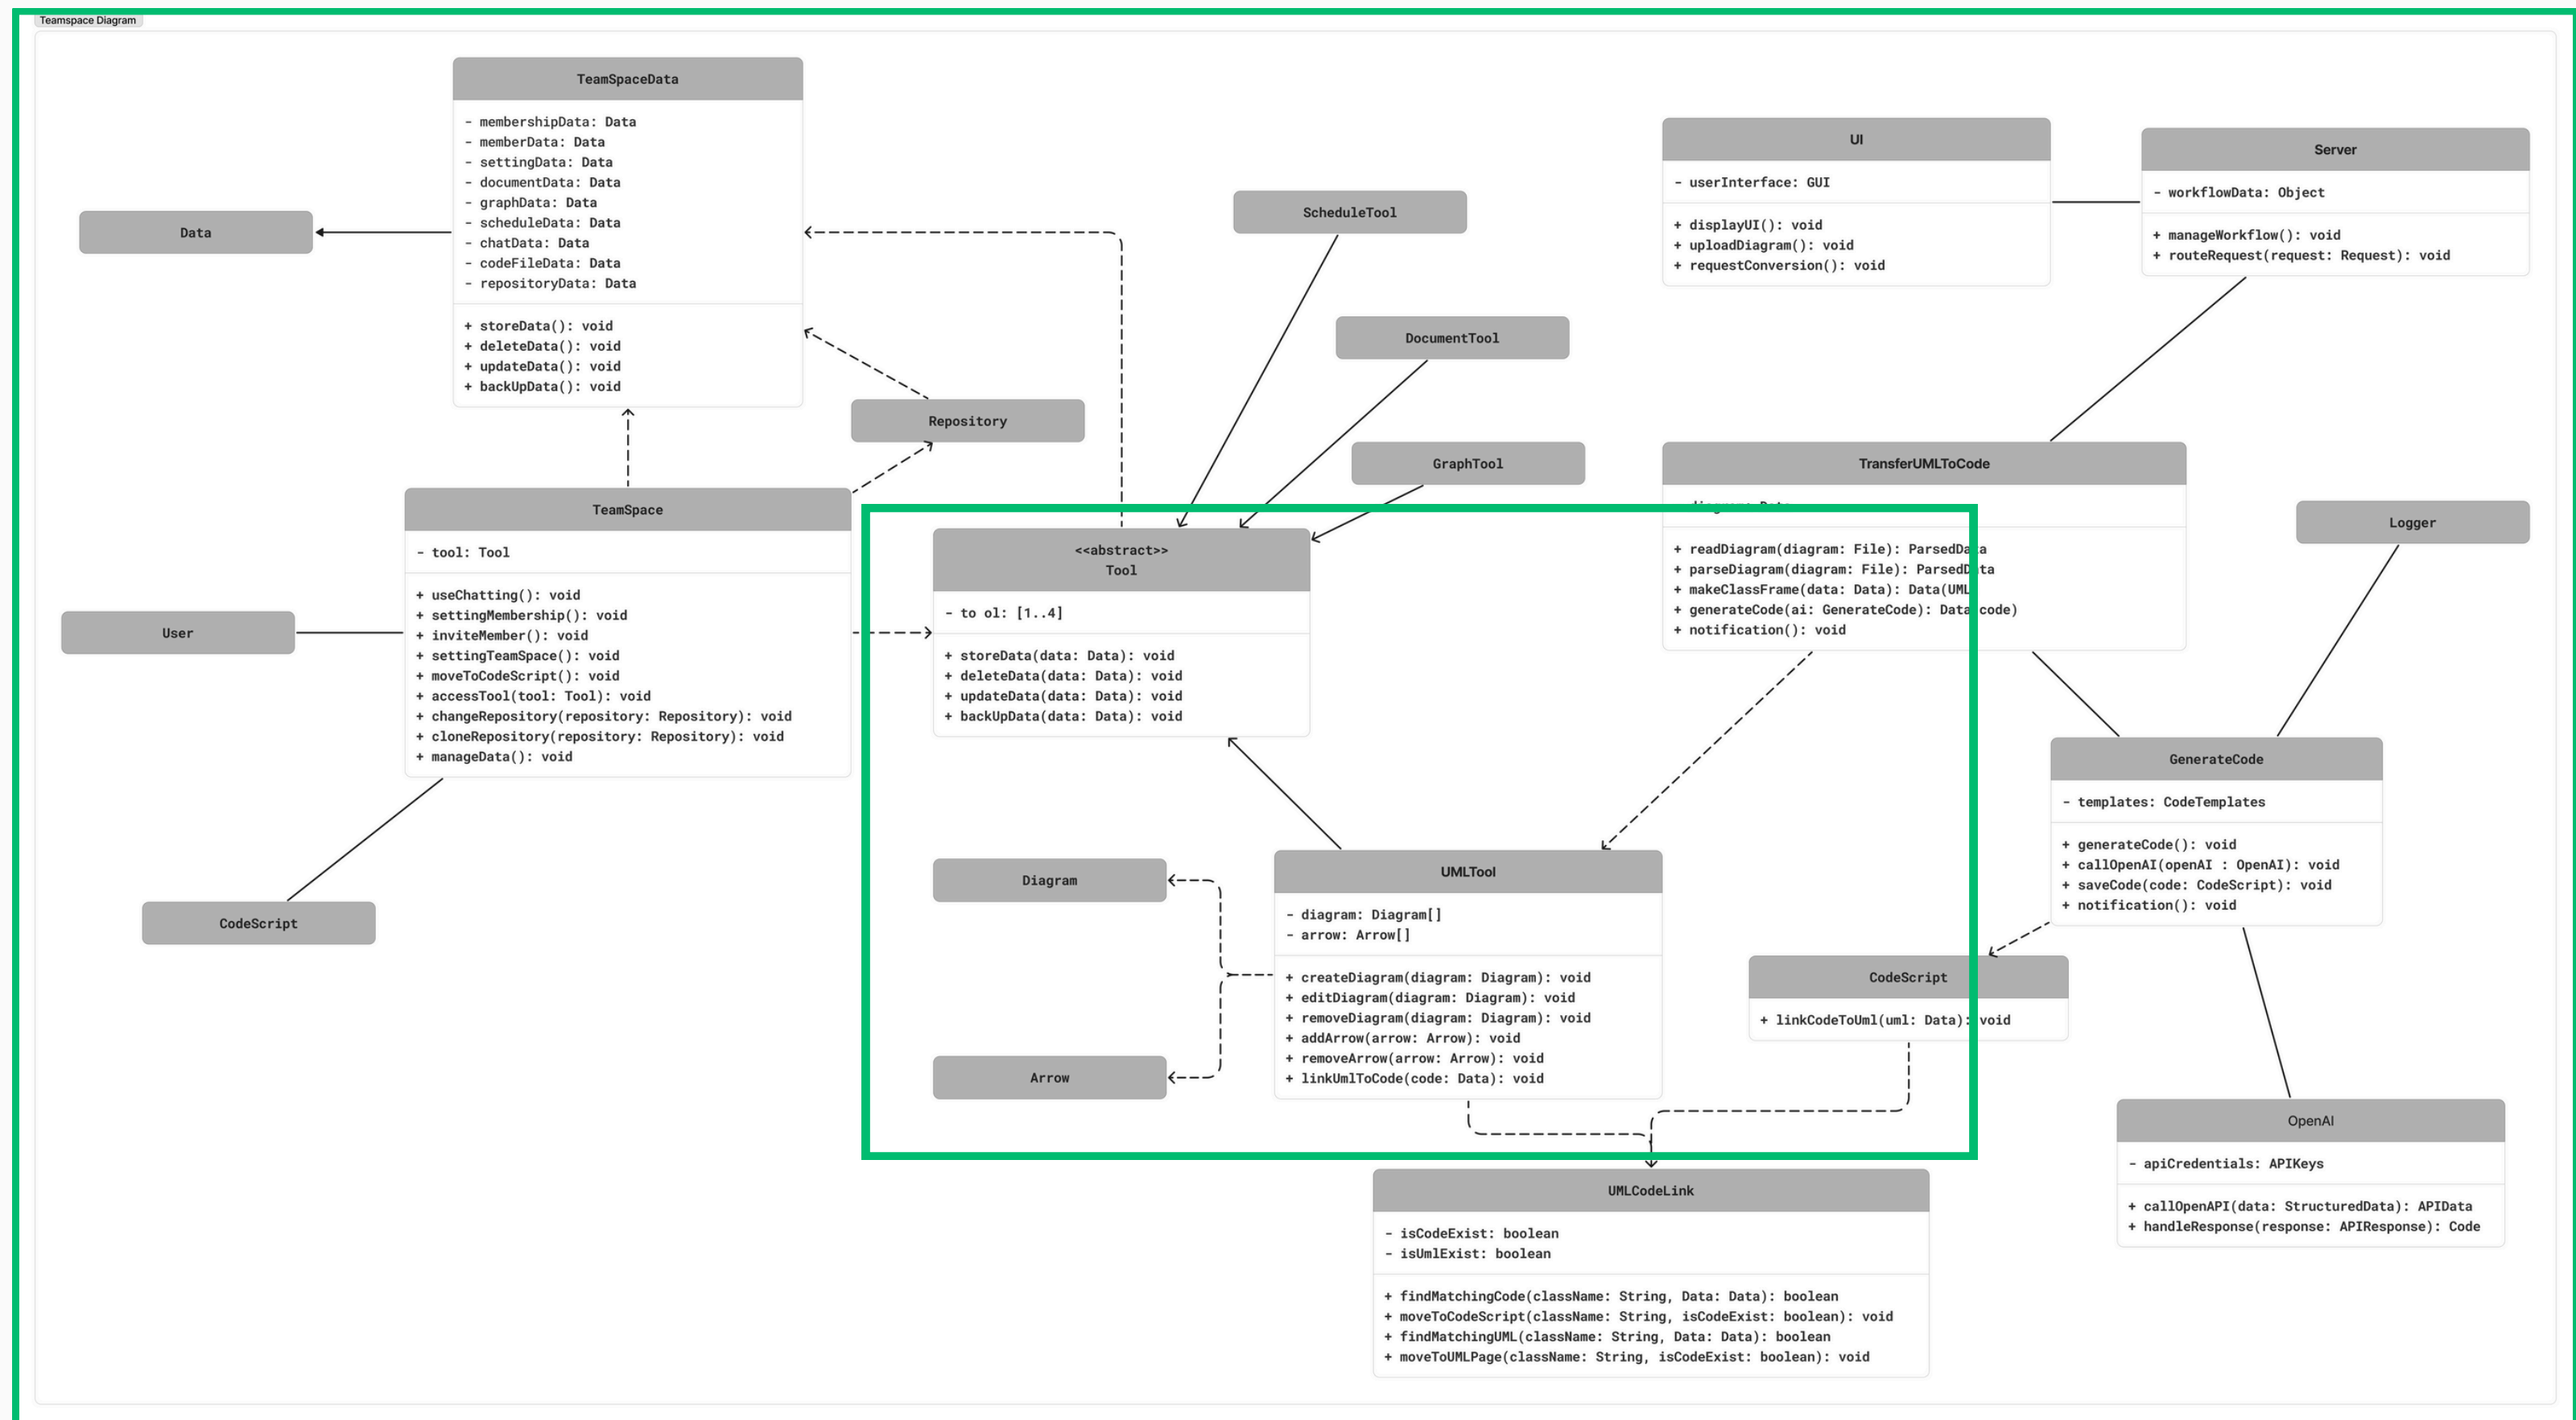 Teamspace Diagram
TeamSpaceData
- membershipData: Data
- memberData: Data
- settingData: Data
- documentData: Data
- graphData: Data
- scheduleData: Data
- chatData: Data
- codeFileData: Data
- repositoryData: Data
+ storeData(): void
+ deleteData(): void
+ updateData(): void
+ backUpData(): void
Data
Repository
TeamSpace
- tool: Tool
+ useChatting(): void
+ settingMembership(): void
+ inviteMember(): void
+ settingTeamSpace(): void
+ moveToCodeScript(): void
+ accessTool(tool: Tool): void
+ changeRepository(repository: Repository): void
+ cloneRepository(repository: Repository): void
+ manageData(): void
User
CodeScript
ScheduleTool
DocumentTool
GraphTool
<<abstract>>
Tool
- to ol: [1..4]
+ storeData(data: Data): void
+ deleteData(data: Data): void
+ updateData(data: Data): void
+ backUpData(data: Data): void
Diagram
Arrow
UMLTool
- diagram: Diagram[]
- arrow: Arrow[]
+ createDiagram(diagram: Diagram): void
+ editDiagram(diagram: Diagram): void
+ removeDiagram(diagram: Diagram): void
+ addArrow(arrow: Arrow): void
+ removeArrow(arrow: Arrow): void
+ linkUmlToCode(code: Data): void
UI
- userInterface: GUI
+ displayUI(): void
+ uploadDiagram(): void
+ requestConversion(): void
Server
- workflowData: Object
+ manageWorkflow(): void
+ routeRequest(request: Request): void
TransferUMLToCode
+ readDiagram(diagram: File): ParsedData
+ parseDiagram(diagram: File): ParsedData
+ makeClassFrame(data: Data): Data(UML)
+ generateCode(ai: GenerateCode): Data(code)
+ notification(): void
Logger
GenerateCode
- templates: CodeTemplates
+ generateCode(): void
+ callOpenAI(openAI : OpenAI): void
+ saveCode(code: CodeScript): void
+ notification(): void
CodeScript
+ linkCodeToUml(uml: Data): void
OpenAI
- apiCredentials: APIKeys
+ callOpenAPI(data: StructuredData): APIData
+ handleResponse(response: APIResponse): Code
UMLCodeLink
- isCodeExist: boolean
- isUmlExist: boolean
+ findMatchingCode(className: String, Data: Data): boolean
+ moveToCodeScript(className: String, isCodeExist: boolean): void
+ findMatchingUML(className: String, Data: Data): boolean
+ moveToUMLPage(className: String, isCodeExist: boolean): void